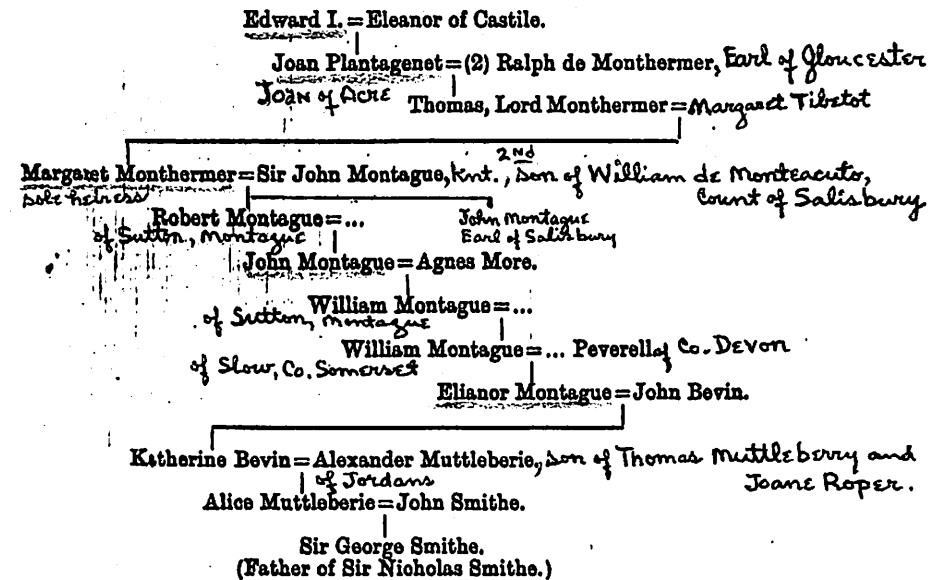 Edward I. = Eleanor of Castile.
Joan Plantagenet = (2) Ralph de Monthermer, Earl of Gloucester
Joan of Acre
Thomas, Lord Monthermer = Margaret Tibetot
Margaret Monthermer = Sir John Montague, Knt., 2nd son of William de Monteacuto,
sole heiress
Count of Salisbury
Robert Montague = ...
of Sutton, Montague
John Montague
Earl of Salisbury
John Montague = Agnes More.
William Montague = ...
of Sutton, Montague
William Montague = ... Peverell of Co. Devon
of Slow, Co. Somerset
Elianor Montague = John Bevin.
Katherine Bevin = Alexander Muttleberie, son of Thomas Muttleberry and
of Jordans
Joane Roper.
Alice Muttleberie = John Smithe.
Sir George Smithe.
(Father of Sir Nicholas Smithe.)